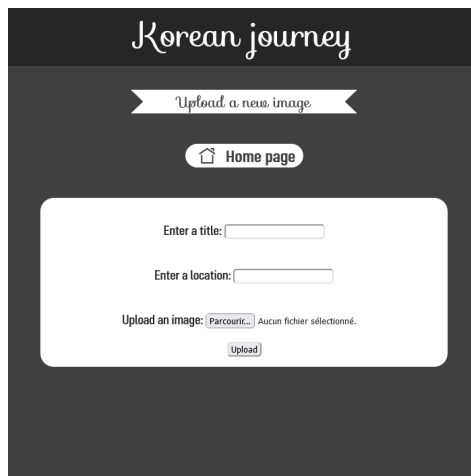 Korean journey
Upload a new image
Home page
Enter a title:
Enter a location:
Upload an image: Parcourir... Aucun fichier sélectionné.
Upload